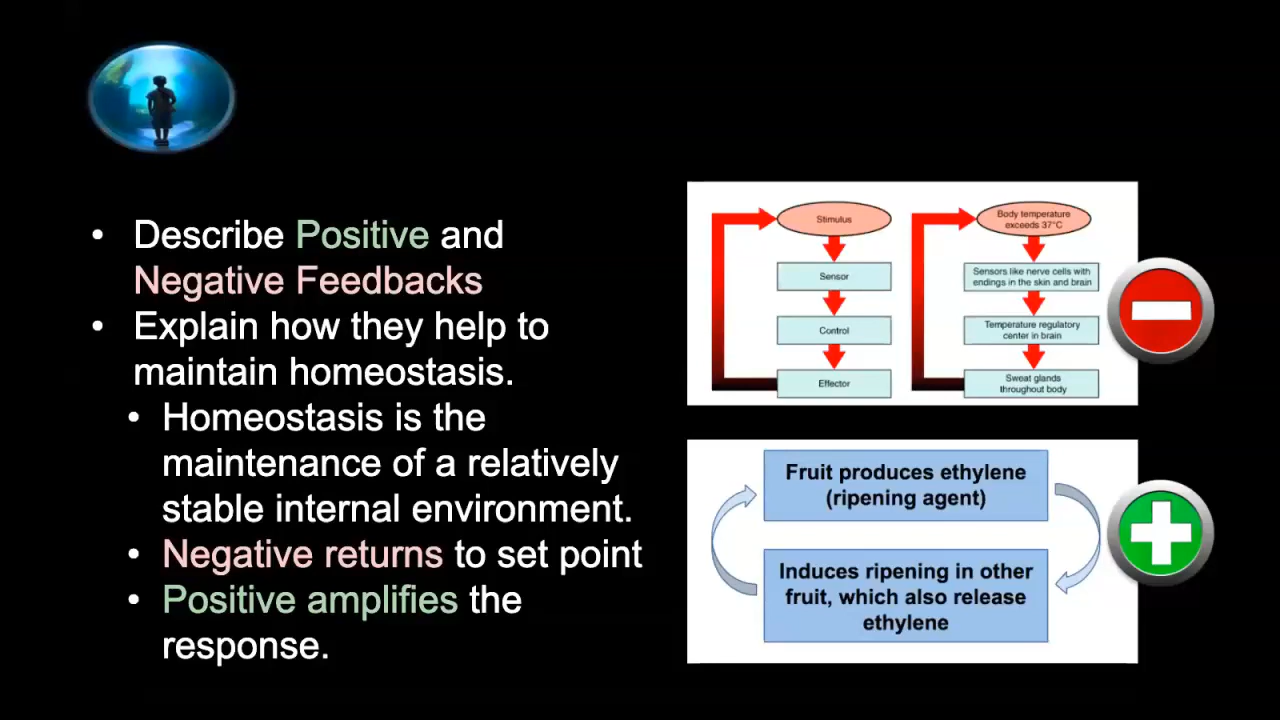 • Describe Positive and
Negative Feedbacks
• Explain how they help to
maintain homeostasis.
• Homeostasis is the
maintenance of a relatively
stable internal environment.
• Negative returns to set point
• Positive amplifies the
response.
Stimulus
Sensor
Control
Effector
Body temperature
exceeds 37°C
Sensors like nerve cells with
endings in the skin and brain
Temperature regulatory
center in brain
Sweat glands
throughout body
Fruit produces ethylene
(ripening agent)
Induces ripening in other
fruit, which also release
ethylene